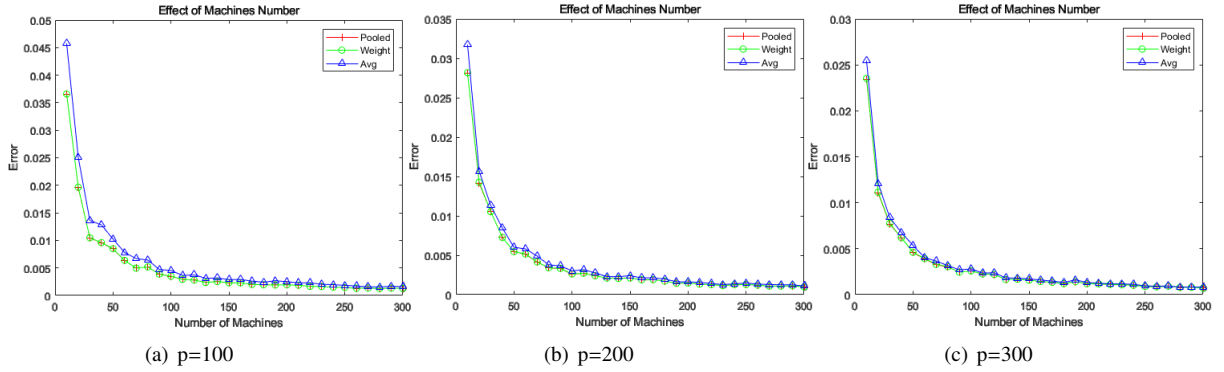 Effect of Machines Number
0.05
0.045
0.04
0.035
0.03
0.025
0.02
0.015
0.01
0.005
0
Error
Pooled
Weight
Avg
0 50 100 150 200 250 300
Number of Machines
(a) p=100
Effect of Machines Number
0.035
0.03
0.025
0.02
0.015
0.01
0.005
0
Error
Pooled
Weight
Avg
0 50 100 150 200 250 300
Number of Machines
(b) p=200
Effect of Machines Number
0.03
0.025
0.02
0.015
0.01
0.005
0
Error
Pooled
Weight
Avg
0 50 100 150 200 250 300
Number of Machines
(c) p=300